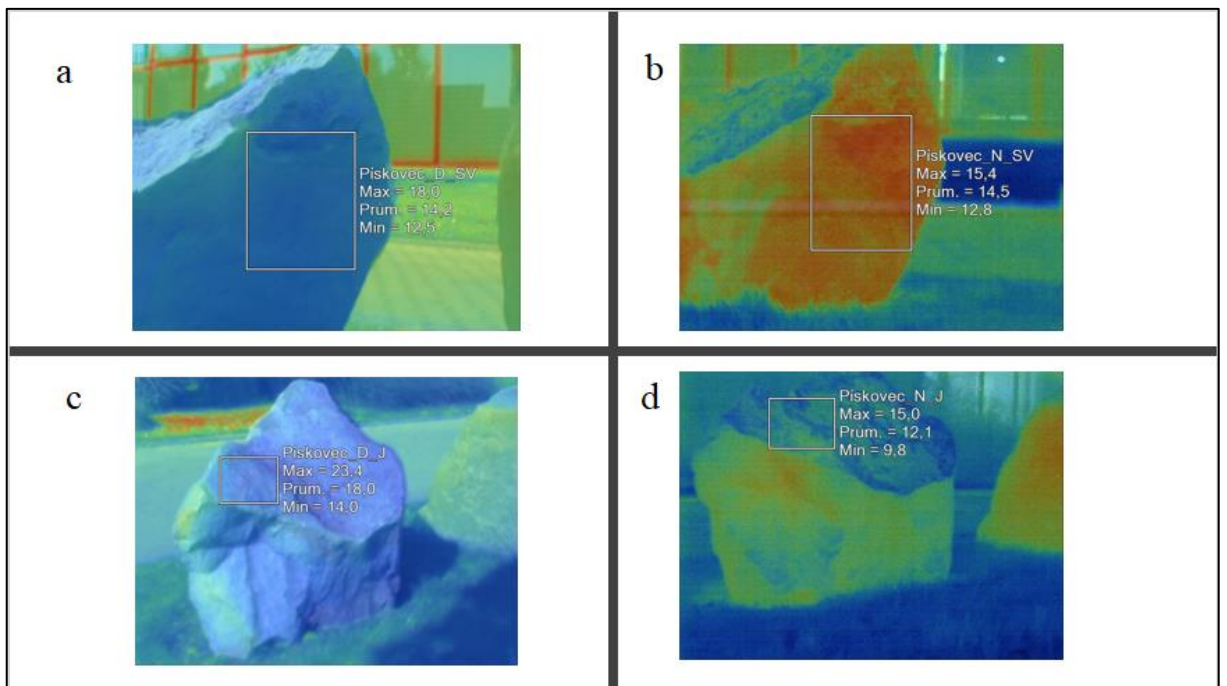 a
Piskovec_D_SV
Max = 18,0
Prum. = 14,2
Min = 12,5
b
Piskovec_N_SV
Max = 15,4
Prum. = 14,5
Min = 12,8
c
Piskovec_D_J
Max = 23,4
Prum. = 18,0
Min = 14,0
d
Piskovec_N_J
Max = 15,0
Prum. = 12,1
Min = 9,8